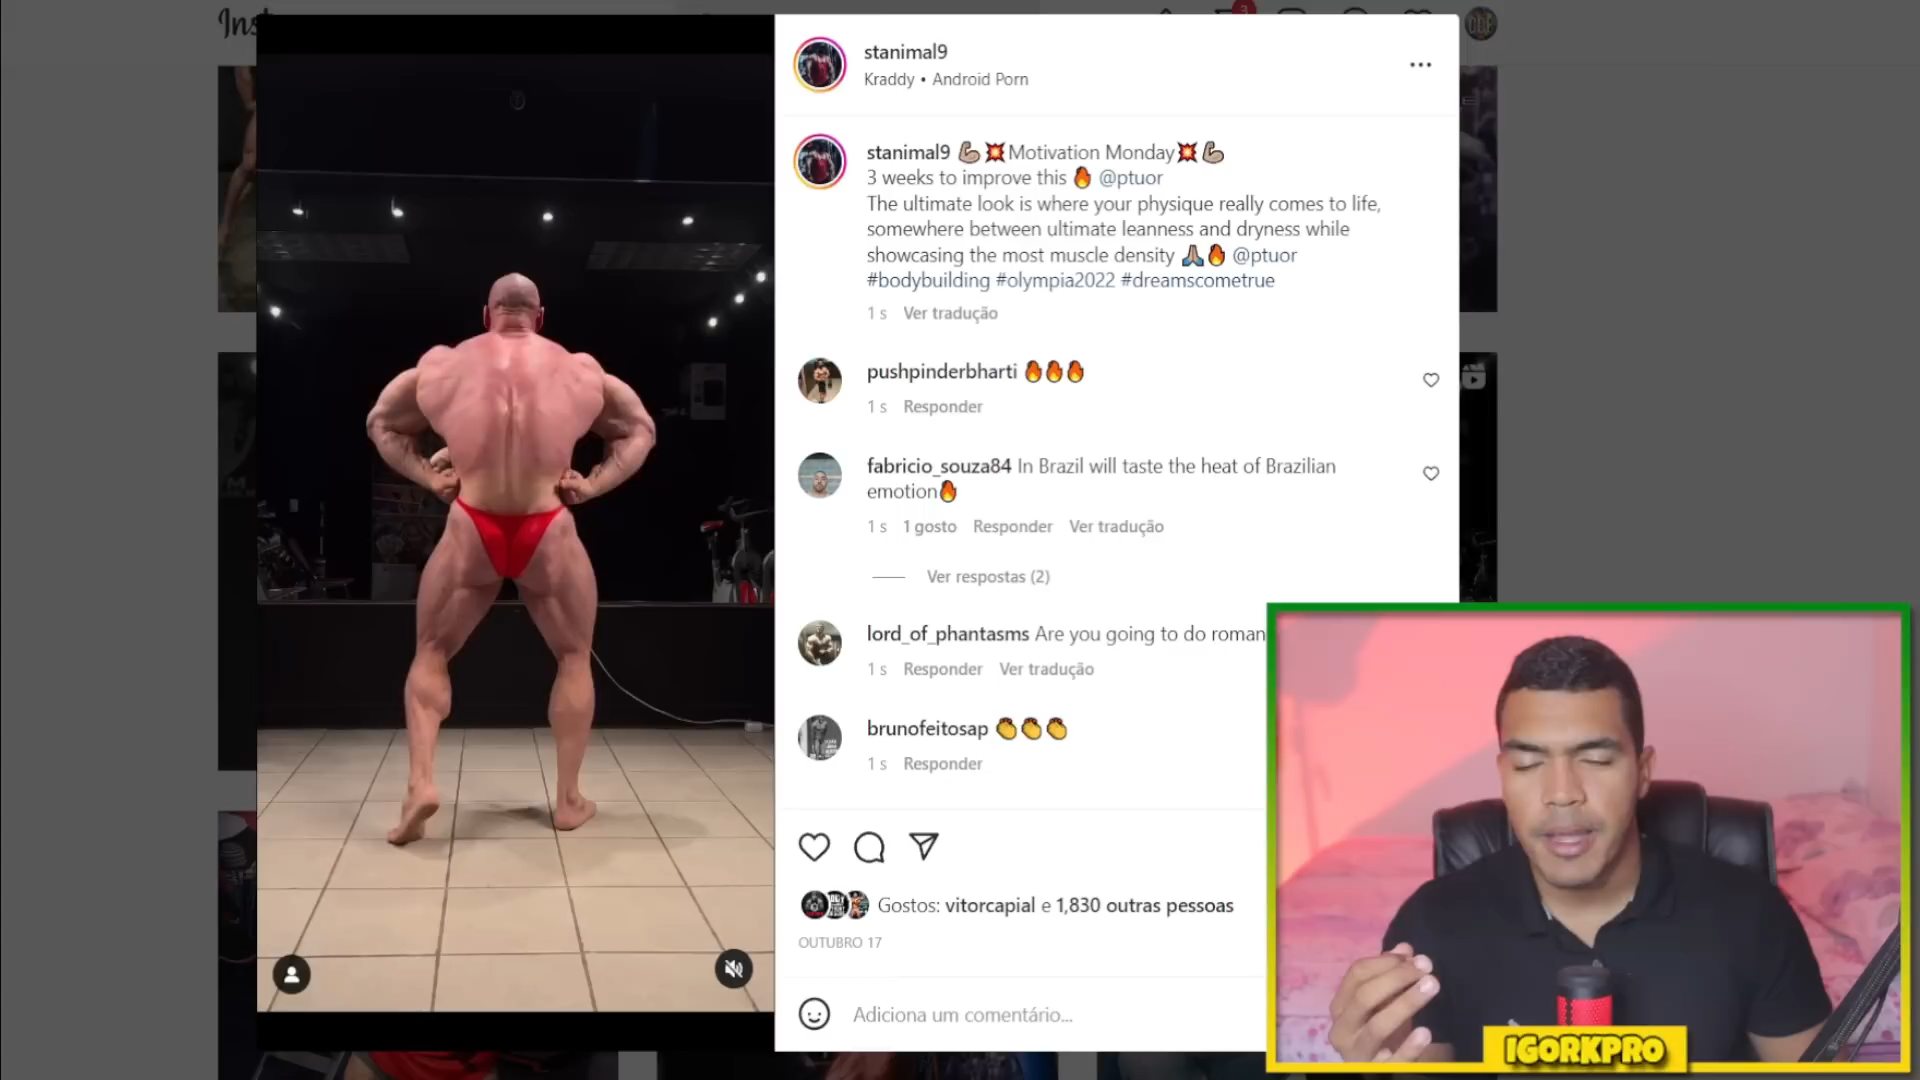 Inst
3
stanimal9
Kraddy • Android Porn
stanimal9 💪💥Motivation Monday💥💪
3 weeks to improve this 🔥 @ptuor
The ultimate look is where your physique really comes to life,
somewhere between ultimate leanness and dryness while
showcasing the most muscle density 🙏🔥 @ptuor
#bodybuilding #olympia2022 #dreamscometrue
1 s Ver tradução
pushpinderbharti 🔥🔥🔥
1 s Responder
fabricio_souza84 In Brazil will taste the heat of Brazilian
emotion🔥
1 s 1 gosto Responder Ver tradução
Ver respostas (2)
lord_of_phantasms Are you going to do roman
1 s Responder Ver tradução
brunofeitosap 👏👏👏
1 s Responder
Gostos: vitorcapial e 1,830 outras pessoas
OUTUBRO 17
Adiciona um comentário...
IGORKPRO